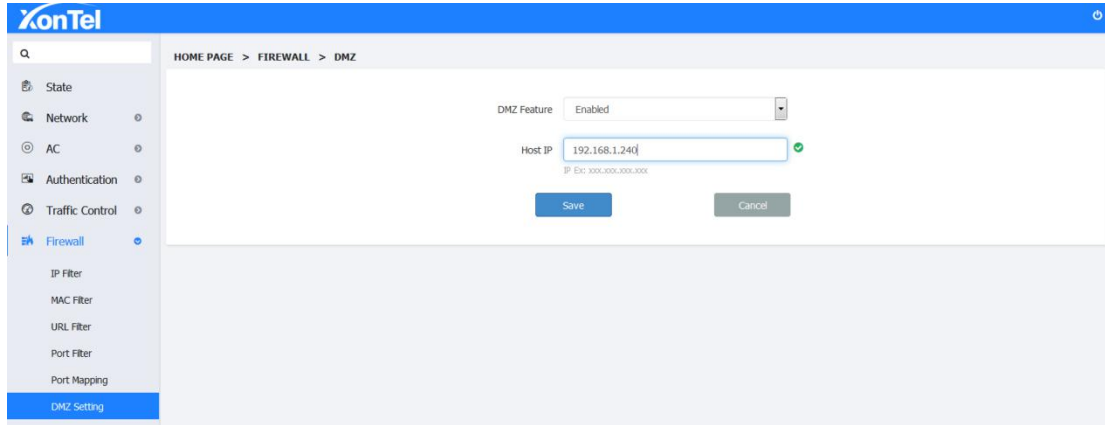 XonTel
HOME PAGE > FIREWALL > DMZ
State
Network
AC
Authentication
Traffic Control
Firewall
IP Filter
MAC Filter
URL Filter
Port Filter
Port Mapping
DMZ Setting
DMZ Feature Enabled
Host IP 192.168.1.240
IP Ex: xxx.xxx.xxx.xxx
Save Cancel